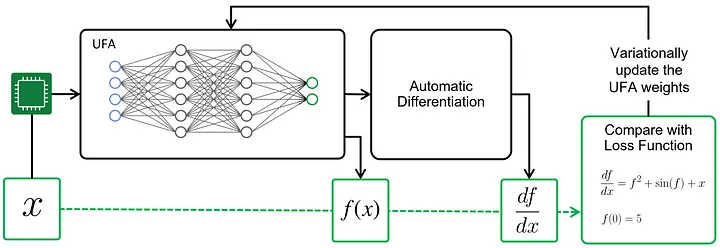 UFA
Automatic
Differentiation
Variationally
update the
UFA weights
Compare with
Loss Function
df/dx = f² + sin(f) + x
f(0) = 5
x
f(x)
df/dx